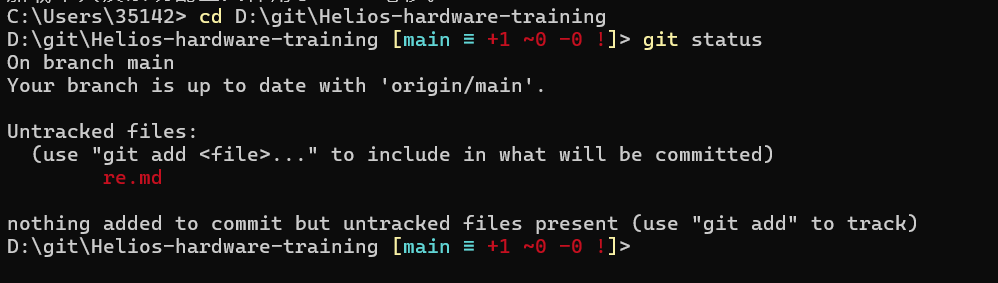 C:\Users\35142> cd D:\git\Helios-hardware-training
D:\git\Helios-hardware-training [main ≡ +1 ~0 -0 !]> git status
On branch main
Your branch is up to date with 'origin/main'.
Untracked files:
(use "git add <file>..." to include in what will be committed)
re.md
nothing added to commit but untracked files present (use "git add" to track)
D:\git\Helios-hardware-training [main ≡ +1 ~0 -0 !]>